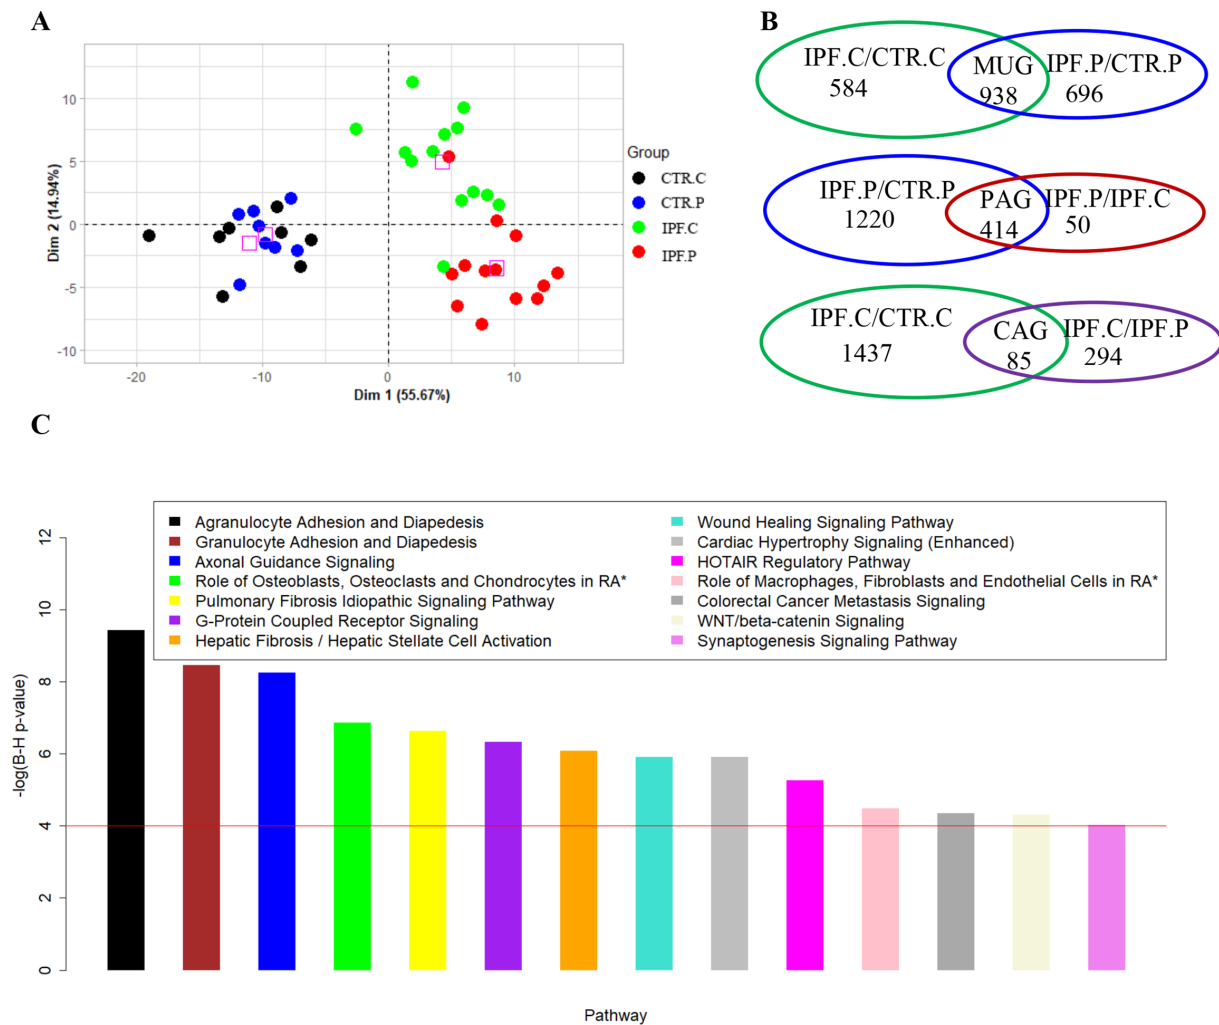 A
10
5
0
-5
-10
-20
-10
0
10
Dim 2 (14.94%)
Dim 1 (55.67%)
Group
CTR.C
CTR.P
IPF.C
IPF.P
B
IPF.C/CTR.C
584
MUG
938
IPF.P/CTR.P
696
IPF.P/CTR.P
1220
PAG
414
IPF.P/IPF.C
50
IPF.C/CTR.C
1437
CAG
85
IPF.C/IPF.P
294
C
Agranulocyte Adhesion and Diapedesis
Granulocyte Adhesion and Diapedesis
Axonal Guidance Signaling
Role of Osteoblasts, Osteoclasts and Chondrocytes in RA*
Pulmonary Fibrosis Idiopathic Signaling Pathway
G-Protein Coupled Receptor Signaling
Hepatic Fibrosis / Hepatic Stellate Cell Activation
Wound Healing Signaling Pathway
Cardiac Hypertrophy Signaling (Enhanced)
HOTAIR Regulatory Pathway
Role of Macrophages, Fibroblasts and Endothelial Cells in RA*
Colorectal Cancer Metastasis Signaling
WNT/beta-catenin Signaling
Synaptogenesis Signaling Pathway
12
10
8
6
4
2
0
-log(B-H p-value)
Pathway